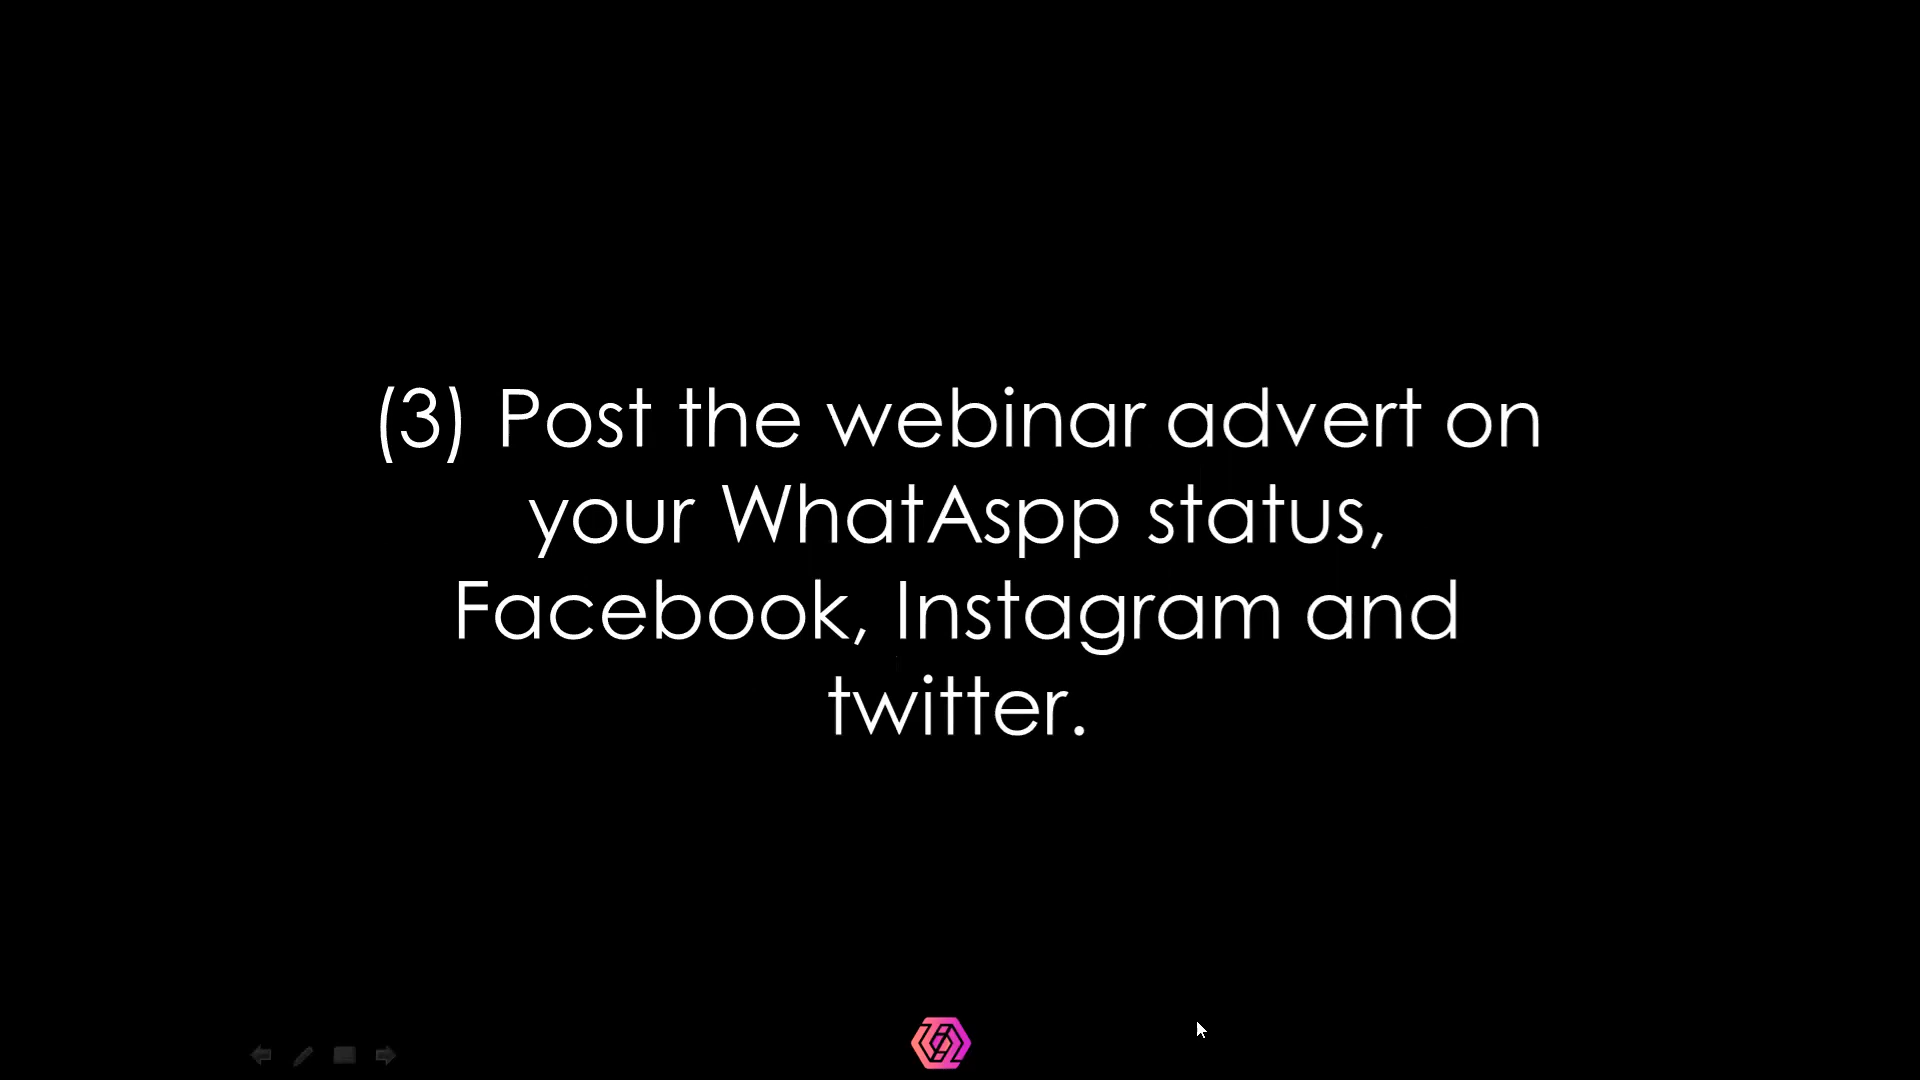 (3) Post the webinar advert on
your WhatAspp status,
Facebook, Instagram and
twitter.